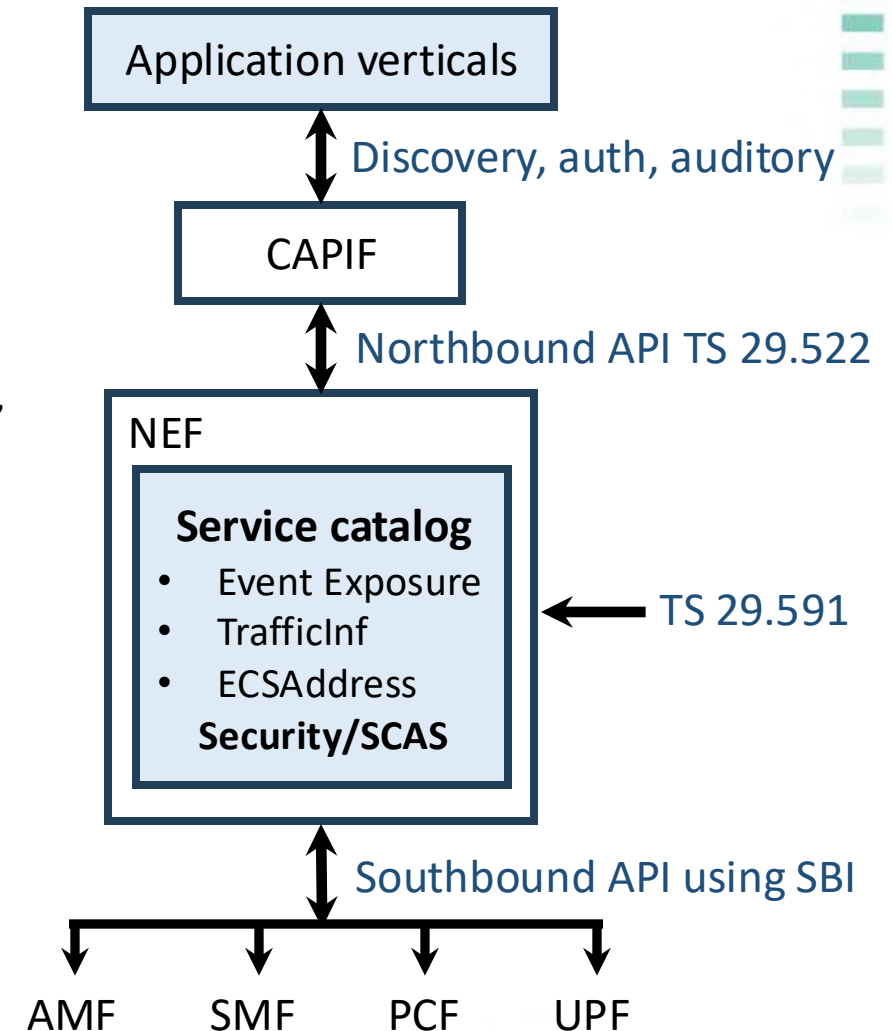 Application verticals
Discovery, auth, auditory
CAPIF
Northbound API TS 29.522
,
NEF
Service catalog
• Event Exposure
• TrafficInf
• ECSAddress
Security/SCAS
TS 29.591
Southbound API using SBI
AMF SMF PCF UPF